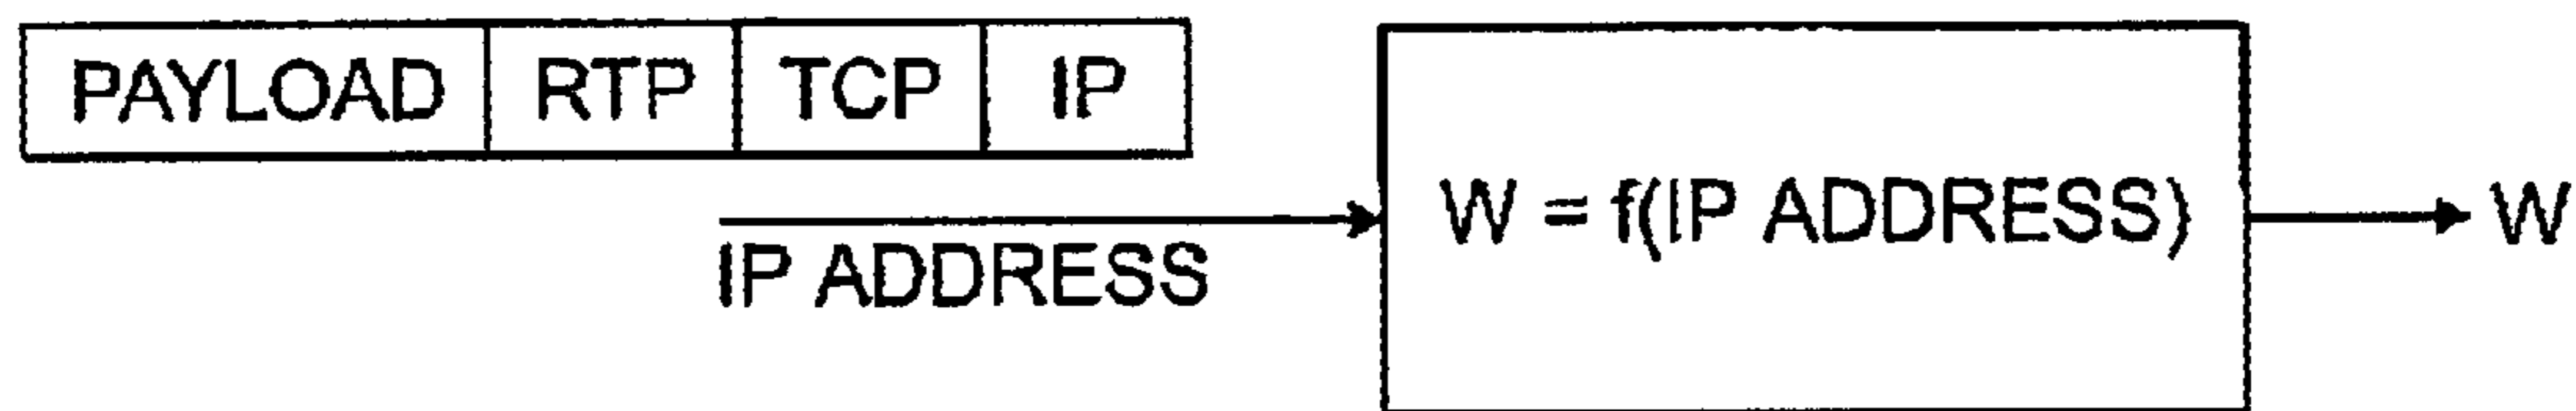 PAYLOAD RTP TCP IP
IP ADDRESS
W = f(IP ADDRESS)
W